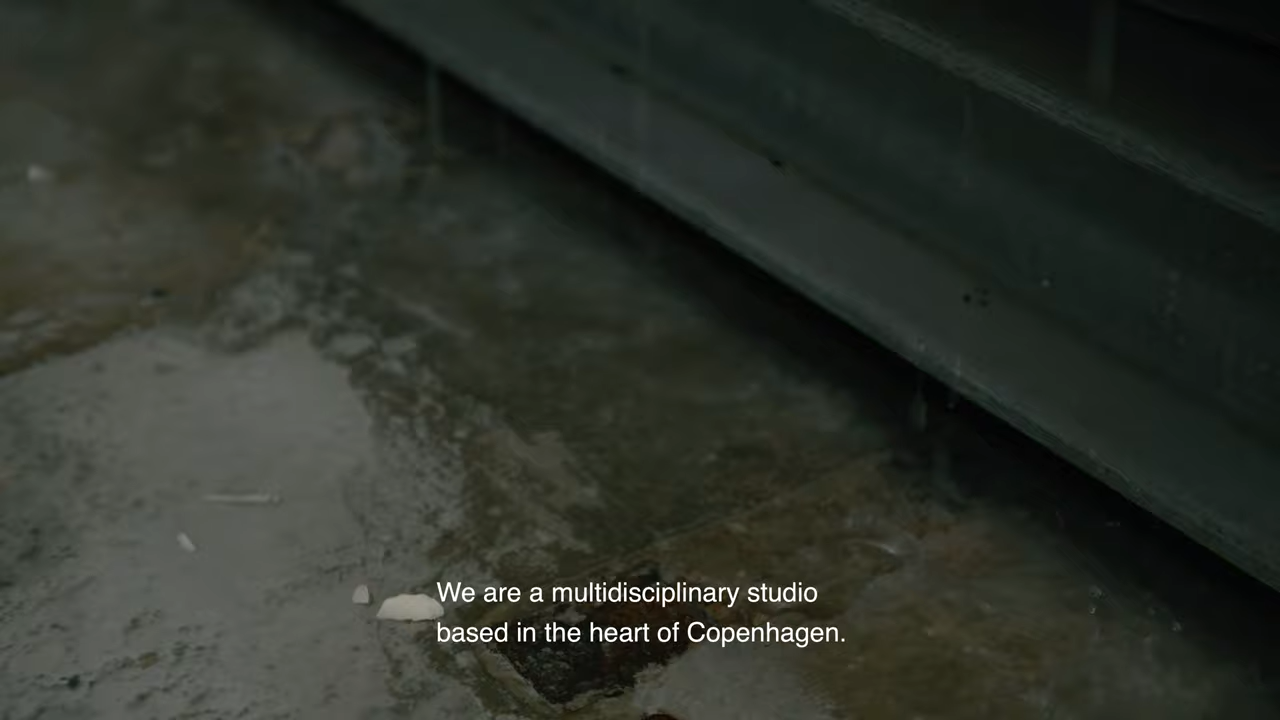 We are a multidisciplinary studio
based in the heart of Copenhagen.